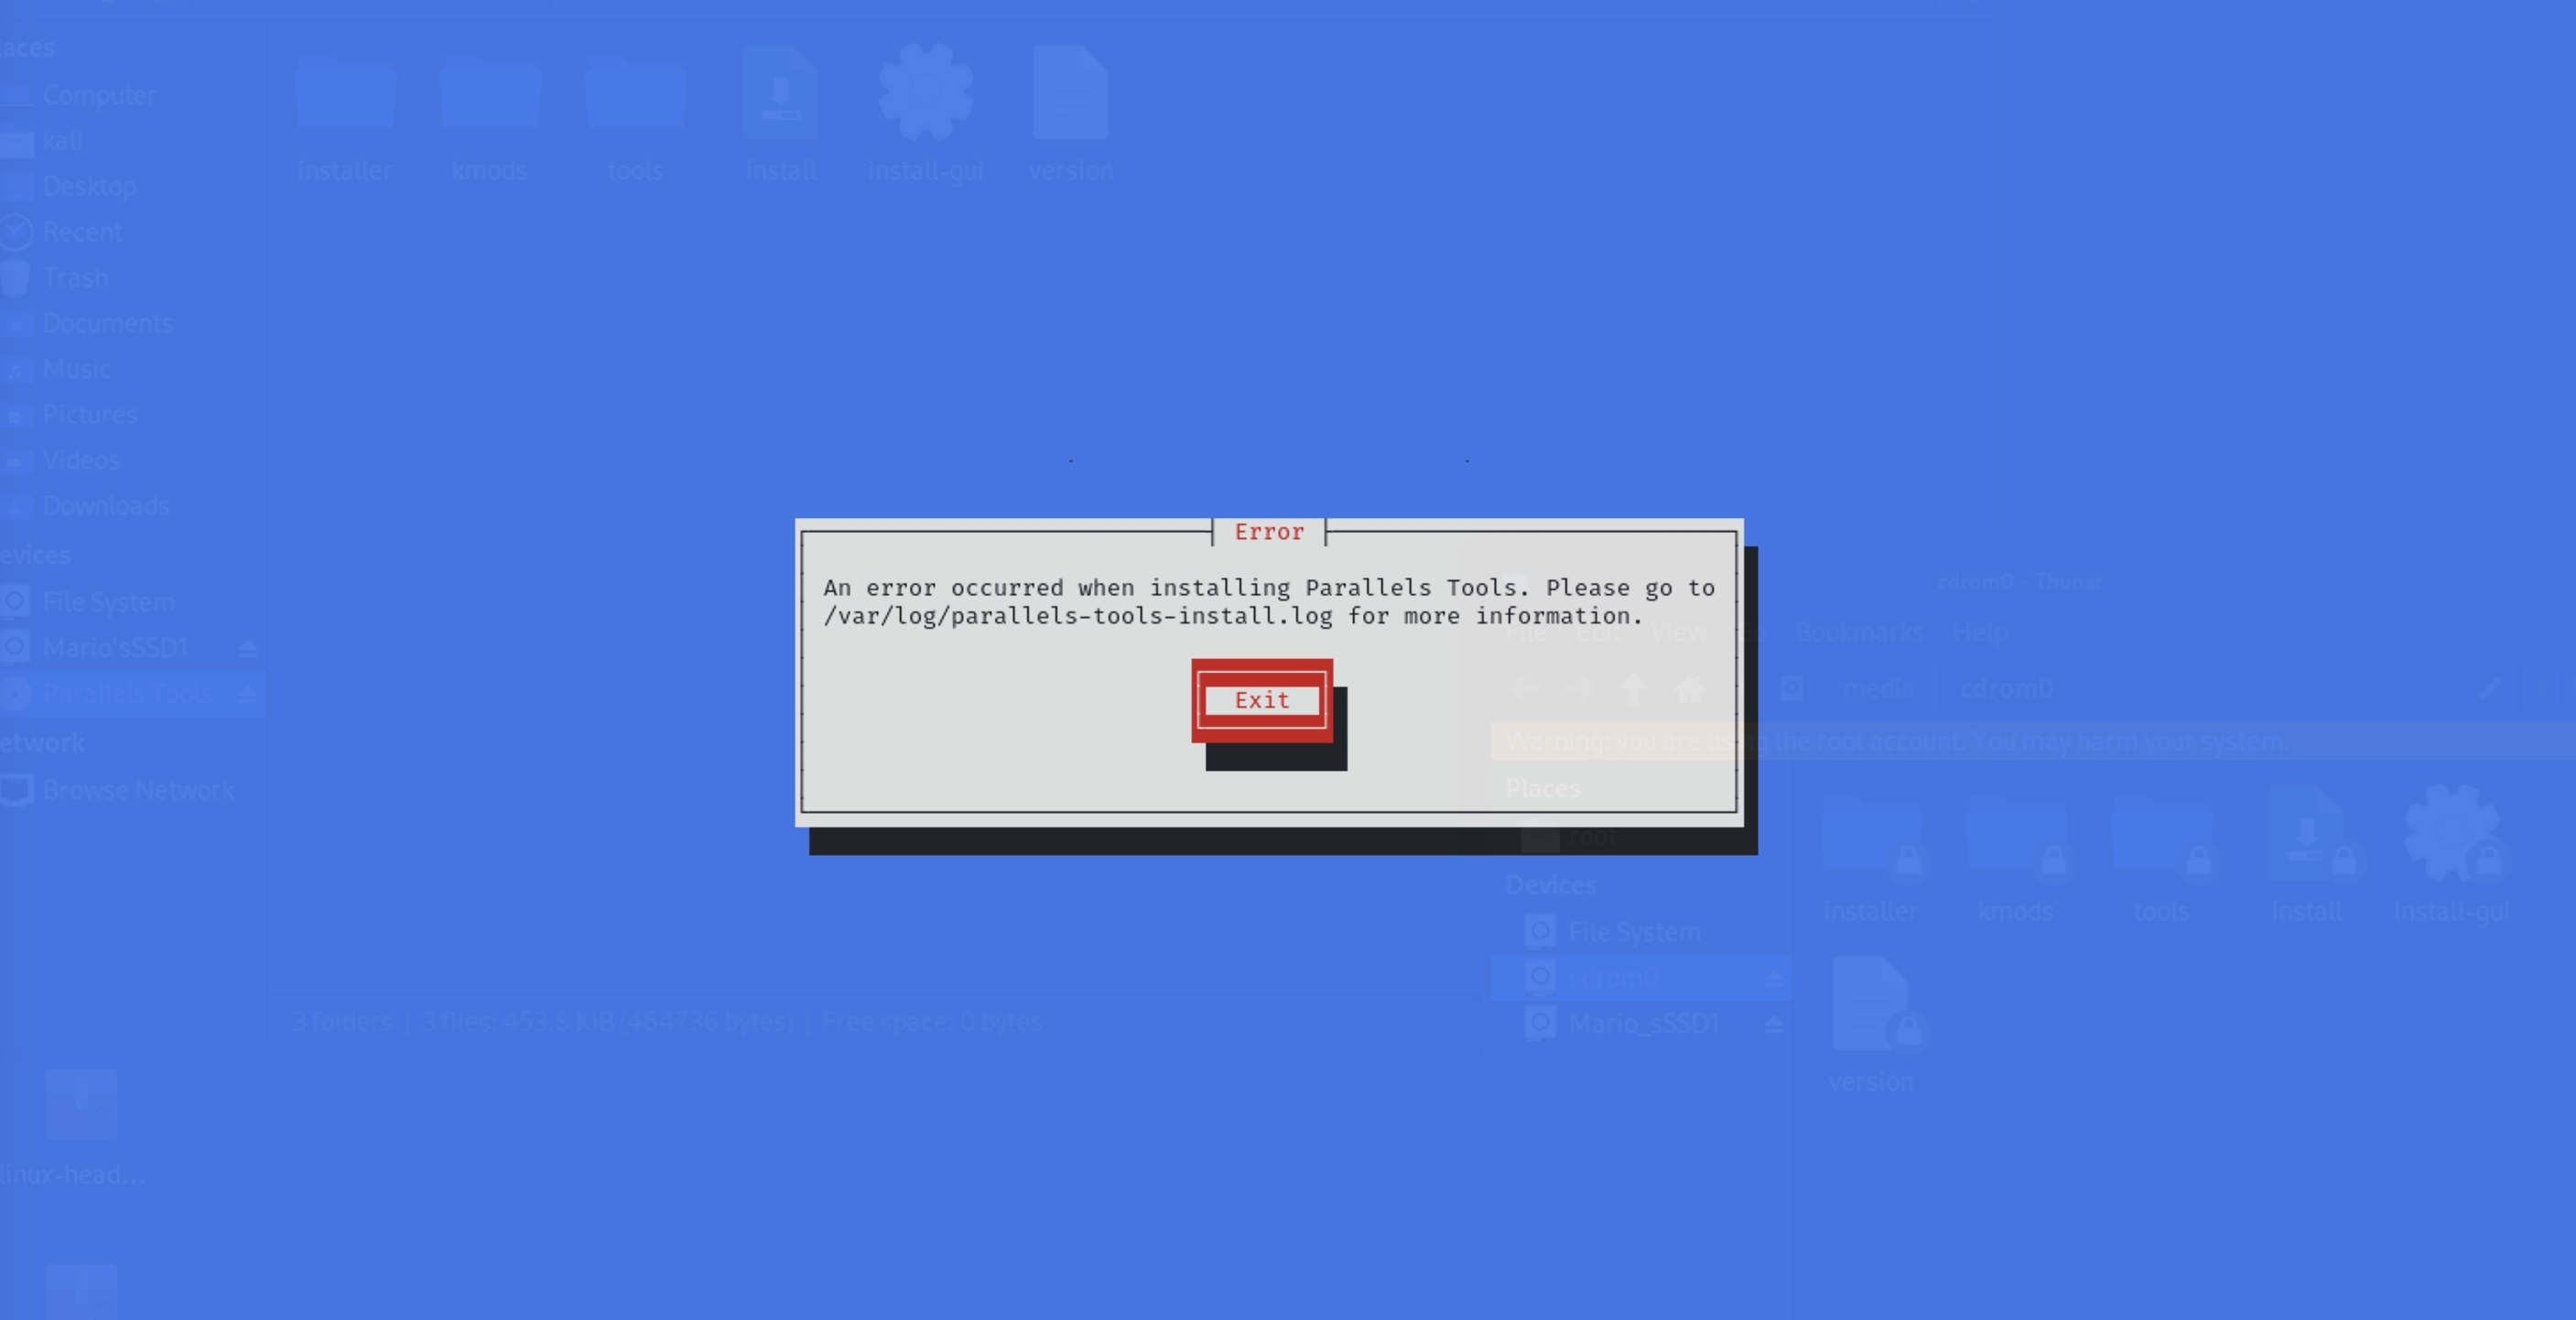 aces
Computer
kali
Desktop
Recent
Trash
Documents
Music
Pictures
Videos
Downloads
evices
File System
Mario'sSSD1
Parallels Tools
etwork
Browse Network
installer
kmods
tools
install
install-gui
version
3 folders | 3 files: 453.8 KiB (464736 bytes) | Free space: 0 bytes
linux-head...
Error
An error occurred when installing Parallels Tools. Please go to
/var/log/parallels-tools-install.log for more information.
Exit
cdrom0 - Thunar
File Edit View Bookmarks Help
media cdrom0
Warning: you are using the root account. You may harm your system.
Places
root
Devices
File System
cdrom0
Mario_sSSD1
installer
kmods
tools
install
install-gui
version